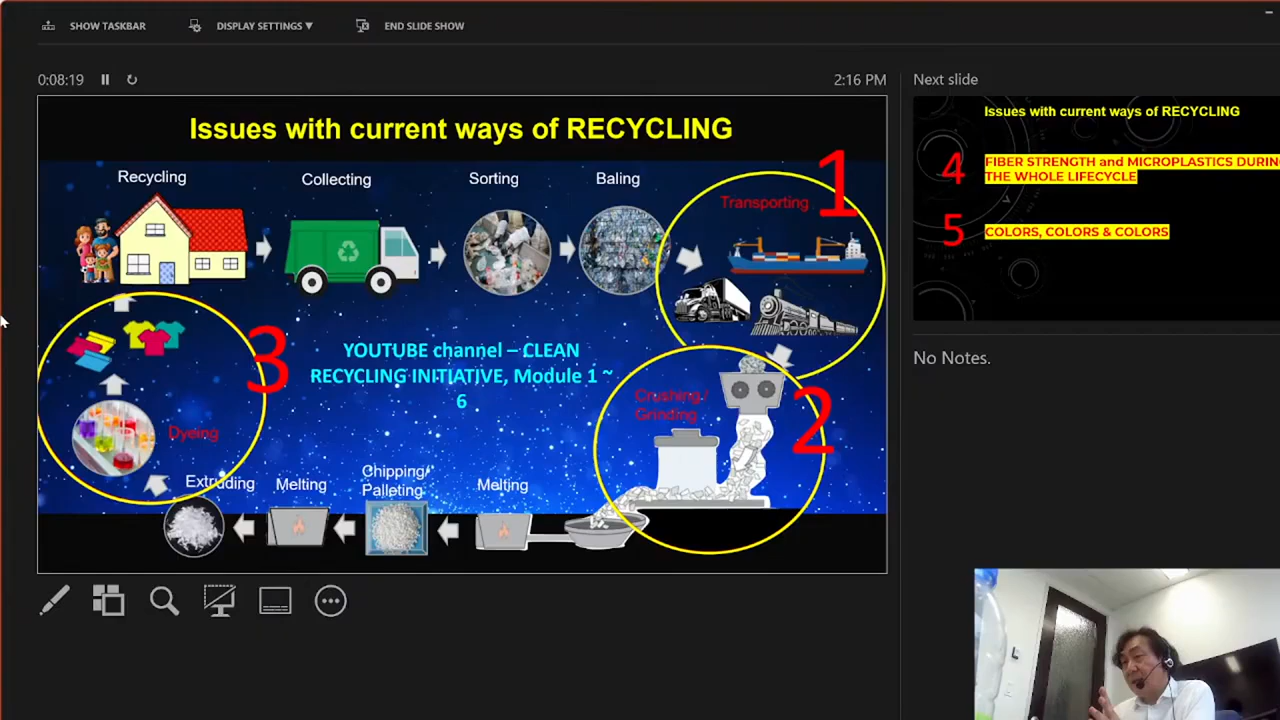 SHOW TASKBAR
DISPLAY SETTINGS ▼
END SLIDE SHOW
0:08:19
2:16 PM
Next slide
Issues with current ways of RECYCLING
Recycling
Collecting
Sorting
Baling
Transporting
1
YOUTUBE channel – CLEAN
RECYCLING INITIATIVE, Module 1 ~
6
3
Dyeing
Crushing /
Grinding
2
Extruding
Melting
Chipping/
Palleting
Melting
Issues with current ways of RECYCLING
4
FIBER STRENGTH and MICROPLASTICS DURING
THE WHOLE LIFECYCLE
5
COLORS, COLORS & COLORS
No Notes.